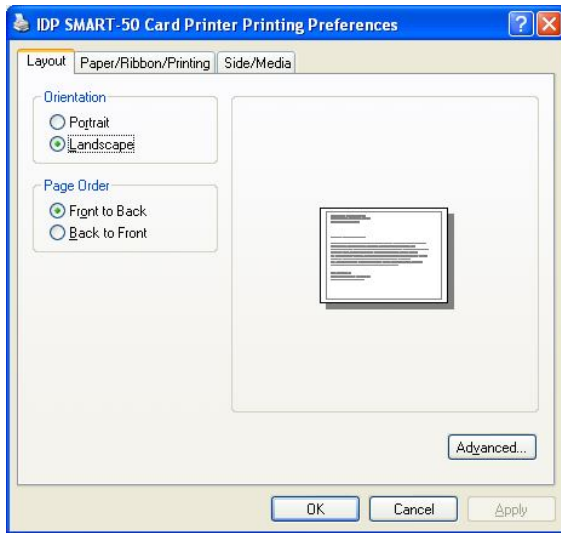 IDP SMART-50 Card Printer Printing Preferences
Layout Paper/Ribbon/Printing Side/Media
Orientation
Portrait
Landscape
Page Order
Front to Back
Back to Front
Advanced...
OK Cancel Apply